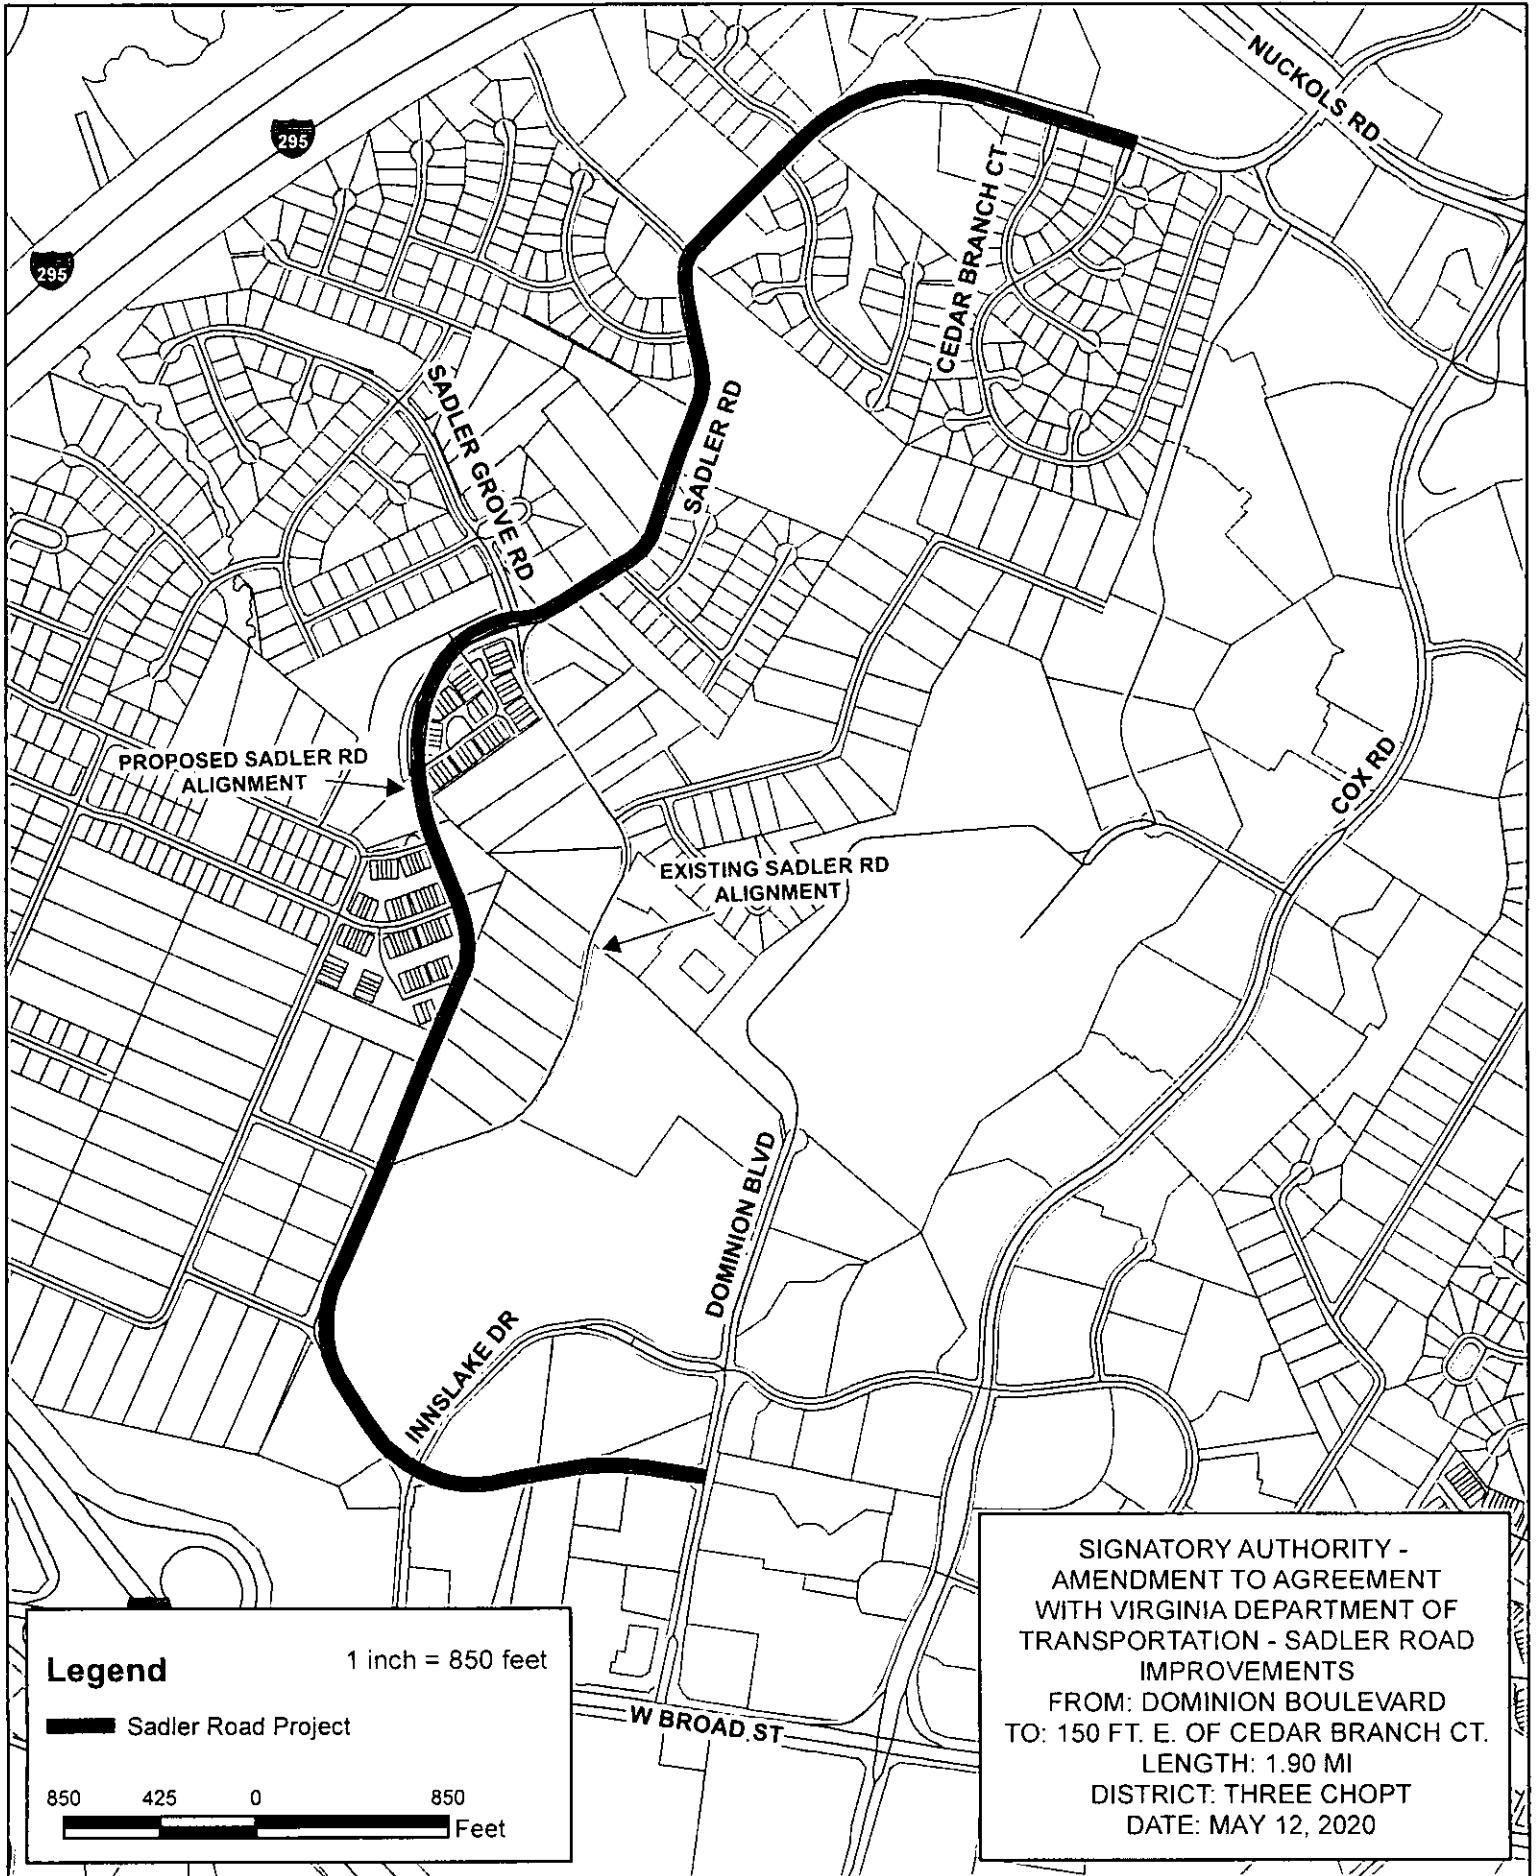 NUCKOLS RD
295
295
CEDAR BRANCH CT
SADLER GROVE RD
SADLER RD
PROPOSED SADLER RD
ALIGNMENT
COX RD
EXISTING SADLER RD
ALIGNMENT
DOMINION BLVD
INNSLAKE DR
W BROAD ST
Legend
1 inch = 850 feet
Sadler Road Project
850 425 0 850
Feet
SIGNATORY AUTHORITY -
AMENDMENT TO AGREEMENT
WITH VIRGINIA DEPARTMENT OF
TRANSPORTATION - SADLER ROAD
IMPROVEMENTS
FROM: DOMINION BOULEVARD
TO: 150 FT. E. OF CEDAR BRANCH CT.
LENGTH: 1.90 MI
DISTRICT: THREE CHOPT
DATE: MAY 12, 2020